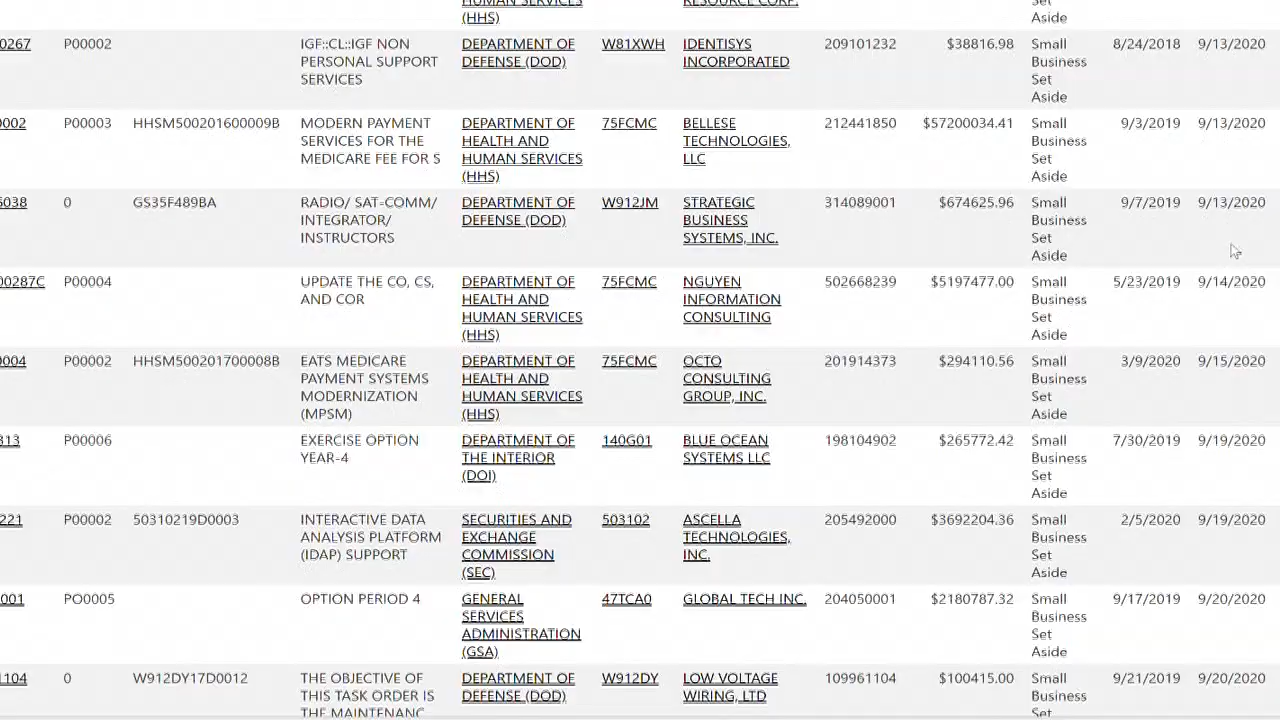 HUMAN SERVICES RESOURCE CORP. Set
(HHS) Aside
0267 P00002 IGF::CL::IGF NON DEPARTMENT OF W81XWH IDENTISYS 209101232 $38816.98 Small 8/24/2018 9/13/2020
PERSONAL SUPPORT DEFENSE (DOD) INCORPORATED Business
SERVICES Set
Aside
0002 P00003 HHSM500201600009B MODERN PAYMENT DEPARTMENT OF 75FCMC BELLESE 212441850 $57200034.41 Small 9/3/2019 9/13/2020
SERVICES FOR THE HEALTH AND TECHNOLOGIES, Business
MEDICARE FEE FOR S HUMAN SERVICES LLC Set
(HHS) Aside
5038 0 GS35F489BA RADIO/ SAT-COMM/ DEPARTMENT OF W912JM STRATEGIC 314089001 $674625.96 Small 9/7/2019 9/13/2020
INTEGRATOR/ DEFENSE (DOD) BUSINESS Business
INSTRUCTORS SYSTEMS, INC. Set
Aside
00287C P00004 UPDATE THE CO, CS, DEPARTMENT OF 75FCMC NGUYEN 502668239 $5197477.00 Small 5/23/2019 9/14/2020
AND COR HEALTH AND INFORMATION Business
HUMAN SERVICES CONSULTING Set
(HHS) Aside
0004 P00002 HHSM500201700008B EATS MEDICARE DEPARTMENT OF 75FCMC OCTO 201914373 $294110.56 Small 3/9/2020 9/15/2020
PAYMENT SYSTEMS HEALTH AND CONSULTING Business
MODERNIZATION HUMAN SERVICES GROUP, INC. Set
(MPSM) (HHS) Aside
313 P00006 EXERCISE OPTION DEPARTMENT OF 140G01 BLUE OCEAN 198104902 $265772.42 Small 7/30/2019 9/19/2020
YEAR-4 THE INTERIOR SYSTEMS LLC Business
(DOI) Set
Aside
221 P00002 50310219D0003 INTERACTIVE DATA SECURITIES AND 503102 ASCELLA 205492000 $3692204.36 Small 2/5/2020 9/19/2020
ANALYSIS PLATFORM EXCHANGE TECHNOLOGIES, Business
(IDAP) SUPPORT COMMISSION INC. Set
(SEC) Aside
001 PO0005 OPTION PERIOD 4 GENERAL 47TCA0 GLOBAL TECH INC. 204050001 $2180787.32 Small 9/17/2019 9/20/2020
SERVICES Business
ADMINISTRATION Set
(GSA) Aside
1104 0 W912DY17D0012 THE OBJECTIVE OF DEPARTMENT OF W912DY LOW VOLTAGE 109961104 $100415.00 Small 9/21/2019 9/20/2020
THIS TASK ORDER IS DEFENSE (DOD) WIRING, LTD Business
THE MAINTENANC Set